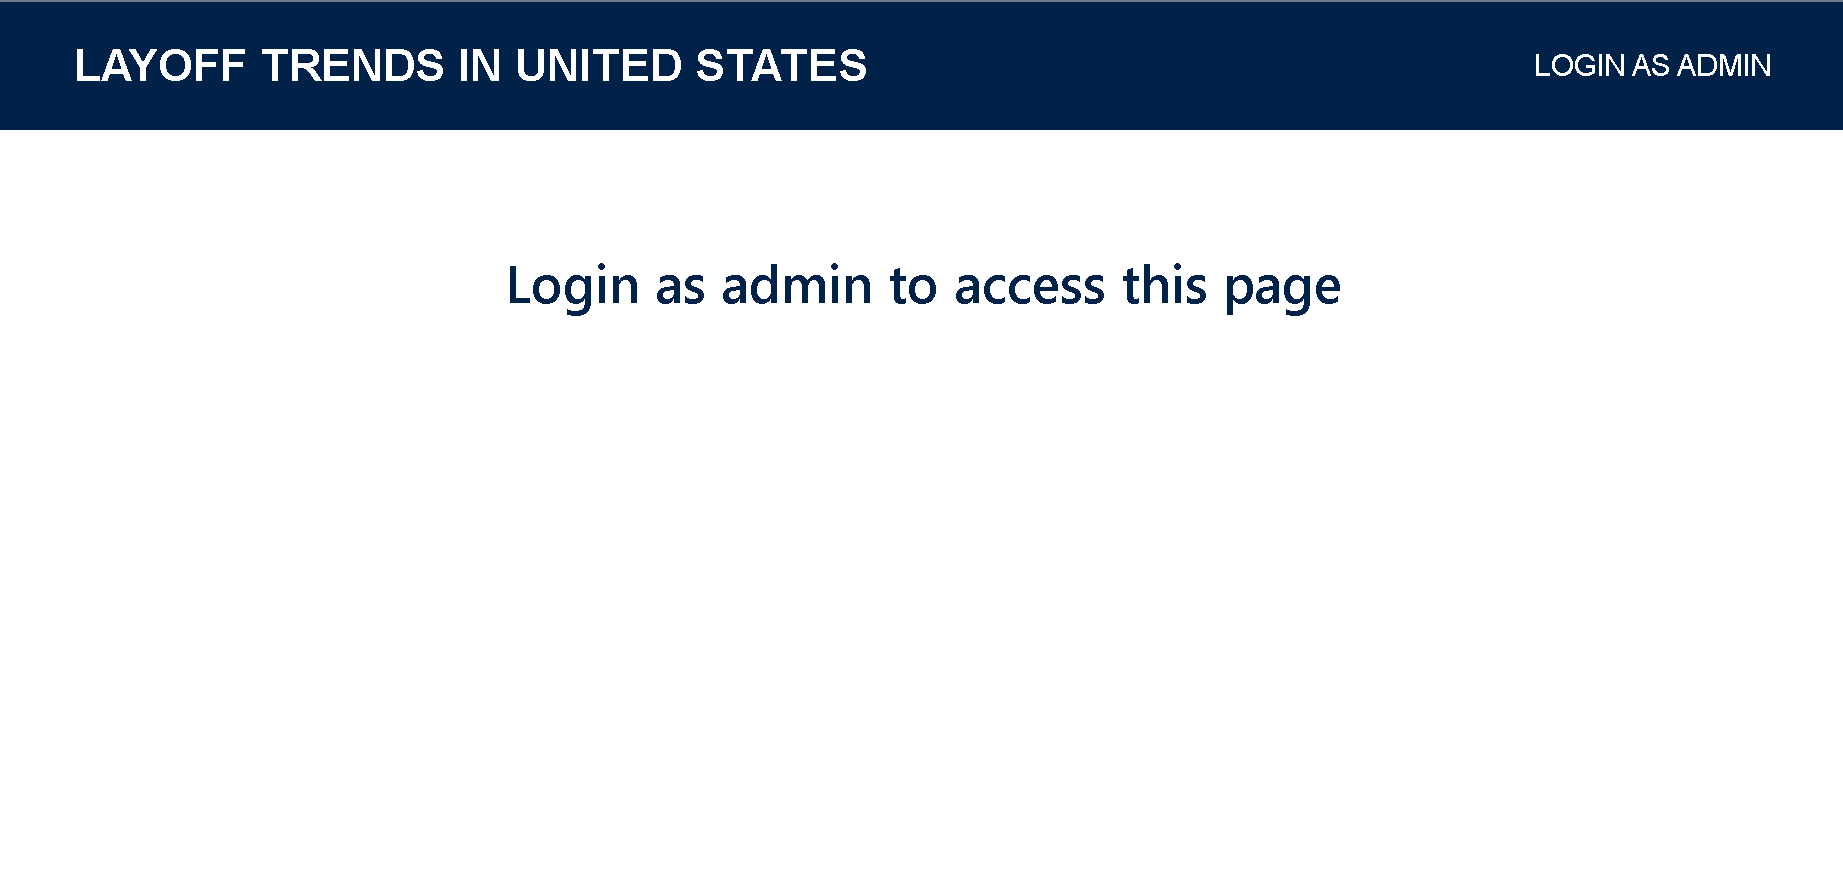 LAYOFF TRENDS IN UNITED STATES
LOGIN AS ADMIN
Login as admin to access this page